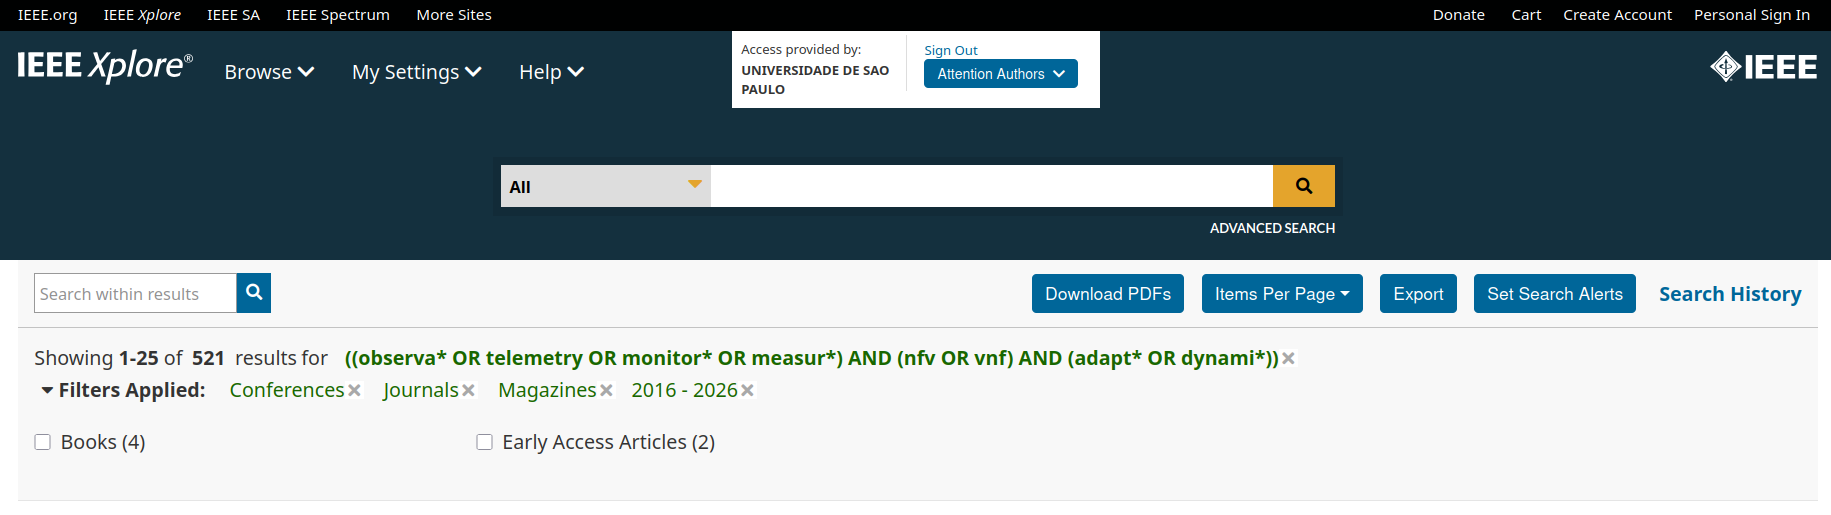 IEEE.org IEEE Xplore IEEE SA IEEE Spectrum More Sites Donate Cart Create Account Personal Sign In
IEEE Xplore® Browse My Settings Help
Access provided by:
UNIVERSIDADE DE SAO
PAULO
Sign Out
Attention Authors
IEEE
All
ADVANCED SEARCH
Search within results Download PDFs Items Per Page Export Set Search Alerts Search History
Showing 1-25 of 521 results for ((observa* OR telemetry OR monitor* OR measur*) AND (nfv OR vnf) AND (adapt* OR dynami*))
Filters Applied: Conferences Journals Magazines 2016 - 2026
Books (4) Early Access Articles (2)